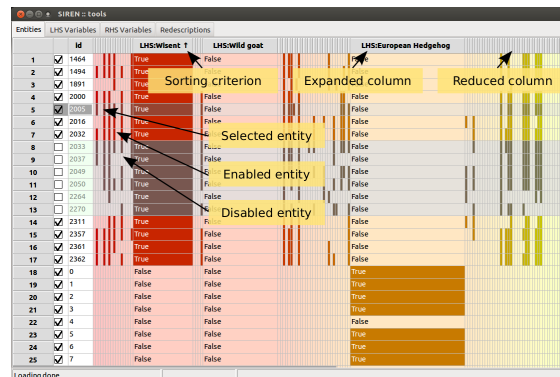 SIREN :: tools
Entities LHS Variables RHS Variables Redescriptions
id LHS:Wisent ↑ LHS:Wild goat LHS:European Hedgehog
1 1464 True False False
2 1494 True False False
3 1891 True False
4 2000 True False False
5 2005 True False False
6 2016 True False False
7 2032 True False
8 2033 True False
9 2037 True False
10 2049 True False
11 2050 True False False
12 2264 True False False
13 2270 True False
14 2311 True False False
15 2357 True False False
16 2361 True False False
17 2362 True False False
18 0 False False True
19 1 False False True
20 2 False False True
21 3 False False True
22 4 False False False
23 5 False False True
24 6 False False True
25 7 False False True
Sorting criterion Expanded column Reduced column
Selected entity
Enabled entity
Disabled entity
Loading done